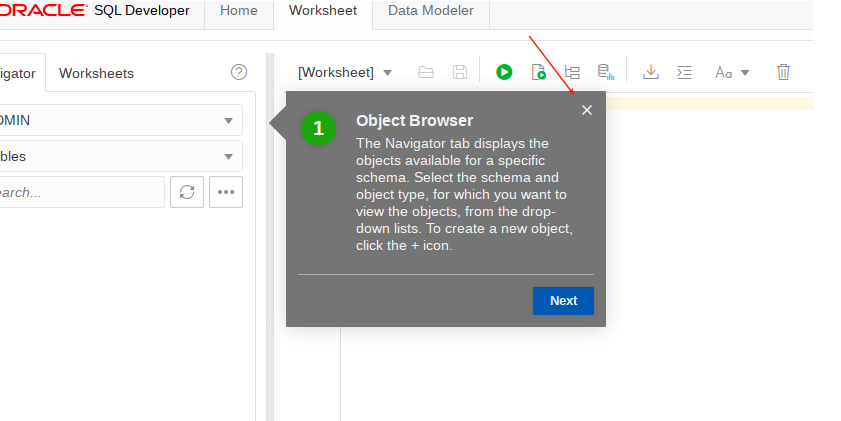 ORACLE SQL Developer Home Worksheet Data Modeler
igator Worksheets
[Worksheet] Aa
DMIN
bles
earch...
1
Object Browser
The Navigator tab displays the
objects available for a specific
schema. Select the schema and
object type, for which you want to
view the objects, from the drop-
down lists. To create a new object,
click the + icon.
Next